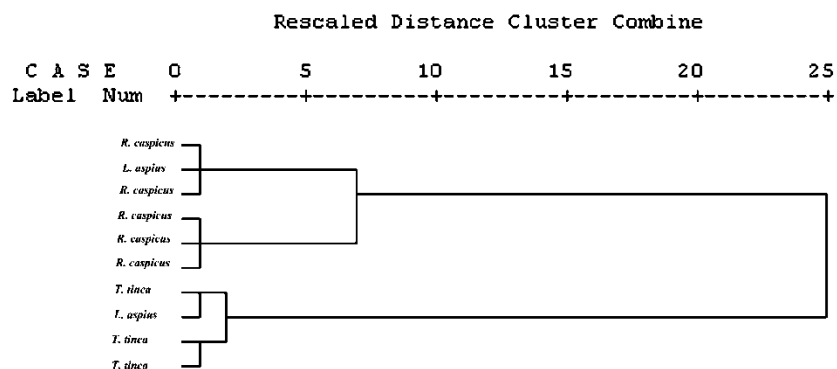 Rescaled Distance Cluster Combine
C A S E 0 5 10 15 20 25
Label Num +---------+---------+---------+---------+---------+
R. caspicus
L. aspius
R. caspicus
R. caspicus
R. caspicus
R. caspicus
T. tinca
L. aspius
T. tinca
T. tinca